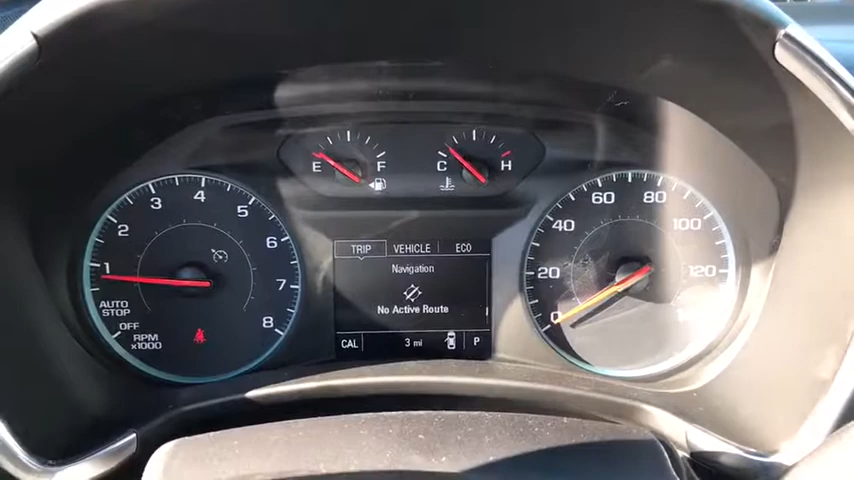 E F C H
1 2 3 4 5 6 7 8
AUTO
STOP
OFF
RPM
x1000
TRIP VEHICLE ECO
Navigation
No Active Route
CAL 3 mi P
0 20 40 60 80 100 120